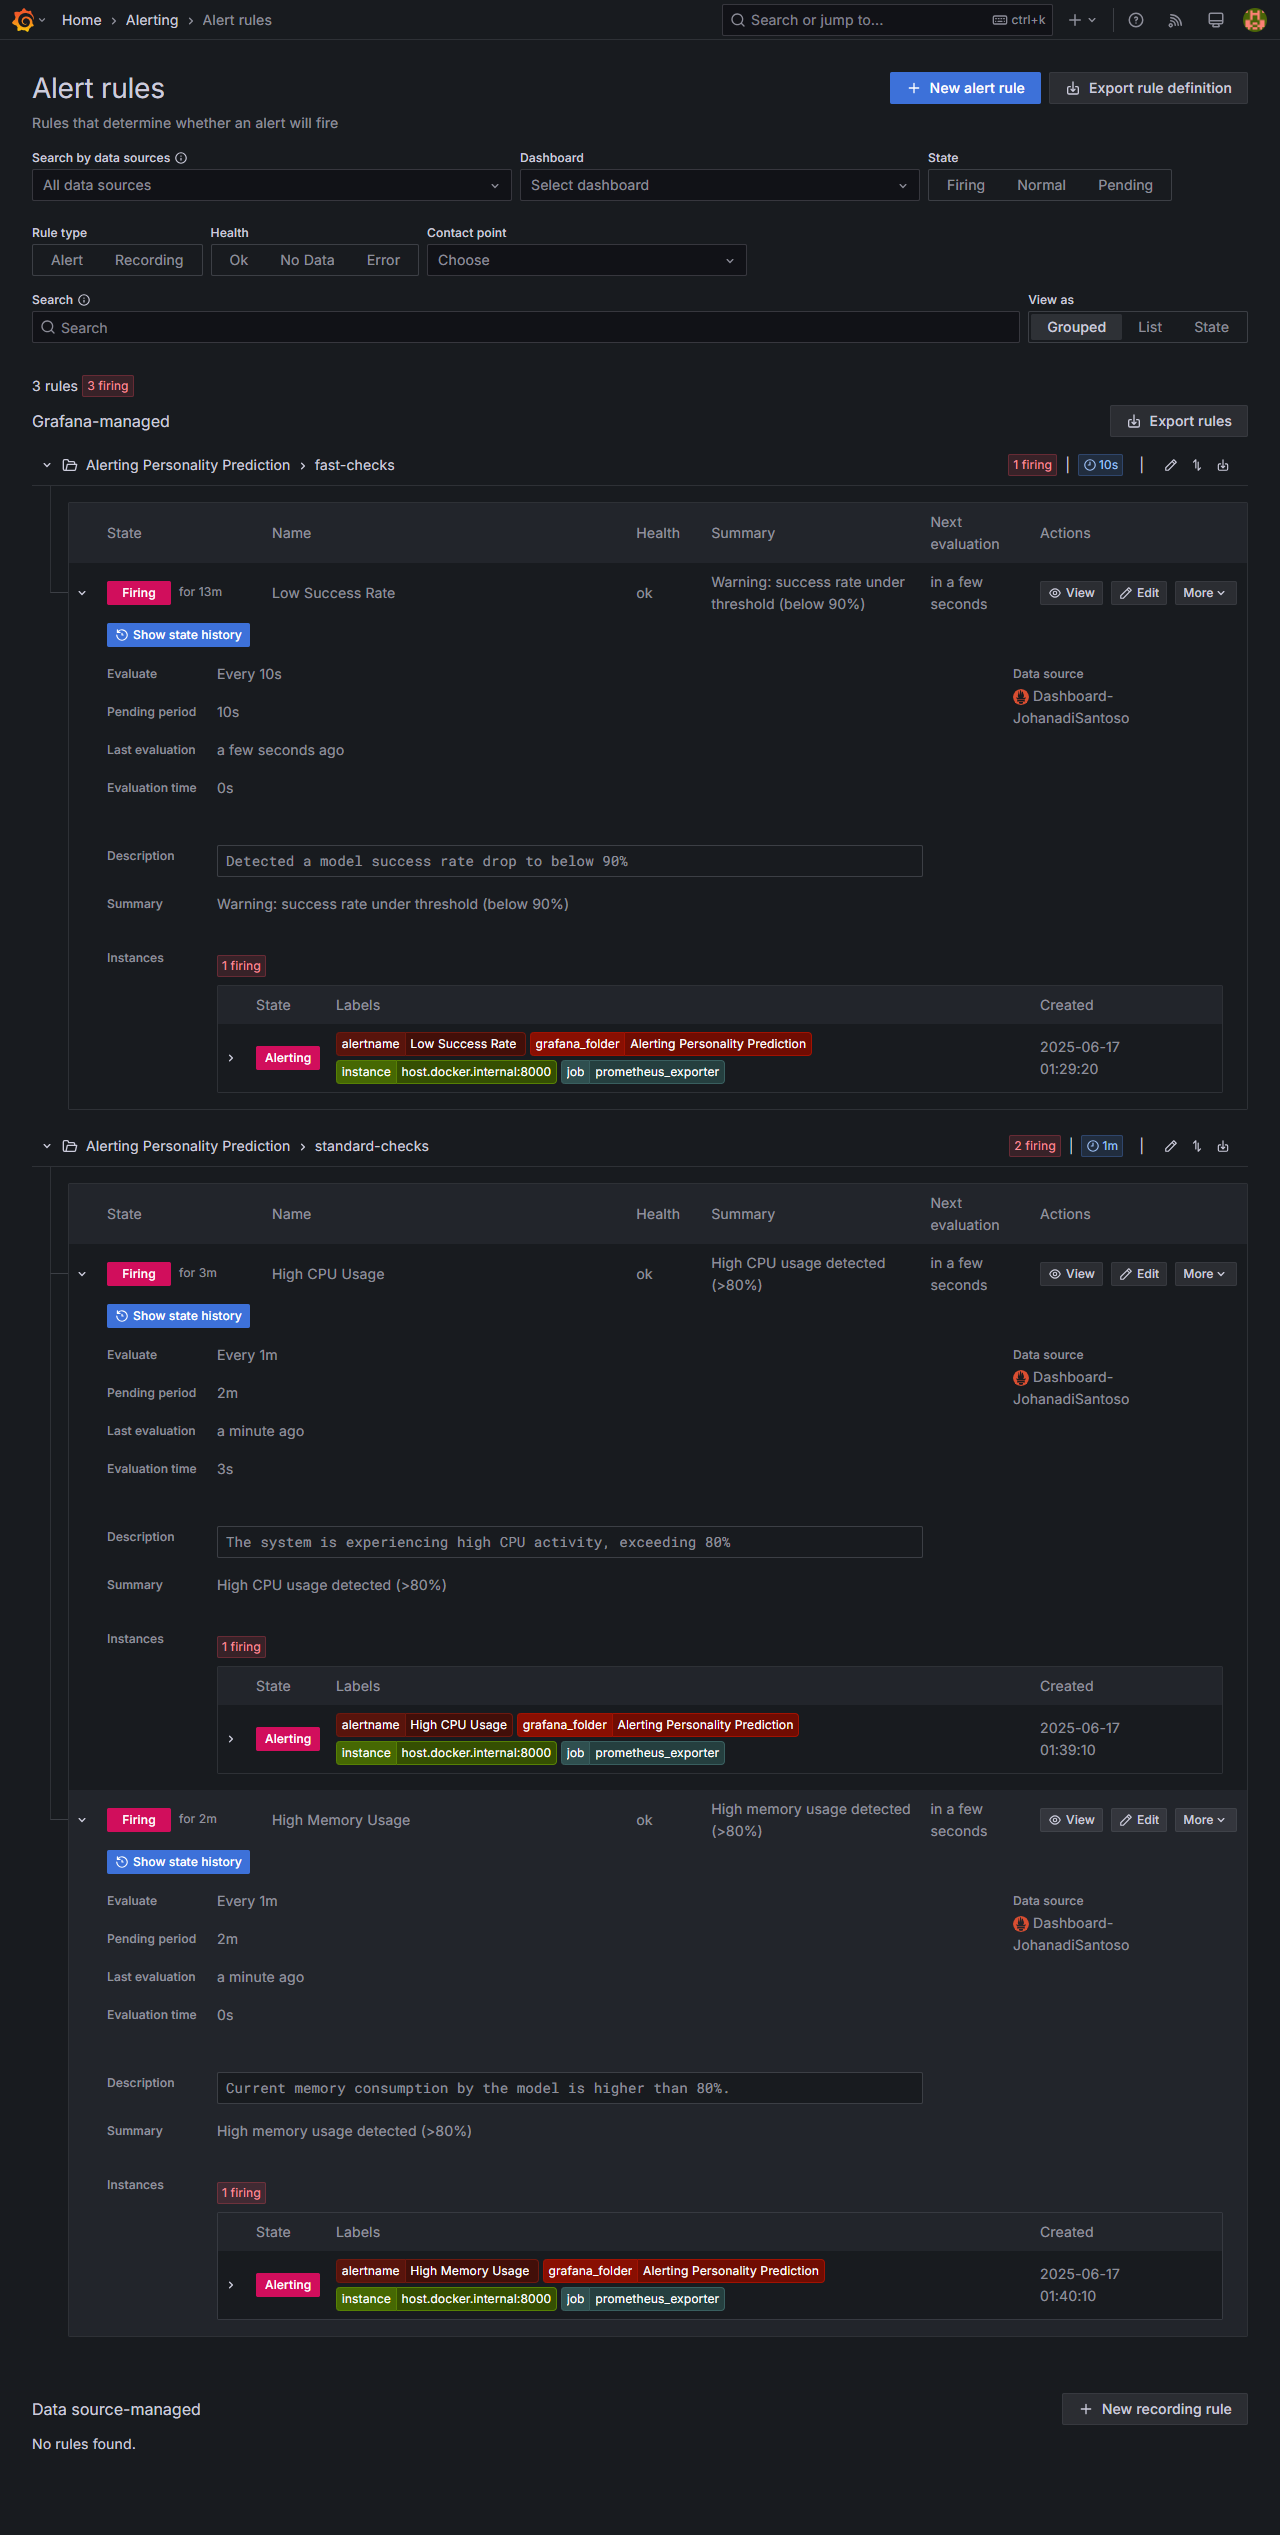 Home > Alerting > Alert rules Search or jump to... ctrl+k
Alert rules
New alert rule Export rule definition
Rules that determine whether an alert will fire
Search by data sources Dashboard State
All data sources Select dashboard Firing Normal Pending
Rule type Health Contact point
Alert Recording Ok No Data Error Choose
Search View as
Search Grouped List State
3 rules 3 firing
Grafana-managed Export rules
Alerting Personality Prediction > fast-checks 1 firing | 10s |
State Name Health Summary Next evaluation Actions
Firing for 13m Low Success Rate ok Warning: success rate under threshold (below 90%) in a few seconds View Edit More
Show state history
Evaluate Every 10s Data source
Dashboard-JohanadiSantoso
Pending period 10s
Last evaluation a few seconds ago
Evaluation time 0s
Description Detected a model success rate drop to below 90%
Summary Warning: success rate under threshold (below 90%)
Instances 1 firing
State Labels Created
Alerting alertname Low Success Rate grafana_folder Alerting Personality Prediction 2025-06-17
instance host.docker.internal:8000 job prometheus_exporter 01:29:20
Alerting Personality Prediction > standard-checks 2 firing | 1m |
State Name Health Summary Next evaluation Actions
Firing for 3m High CPU Usage ok High CPU usage detected (>80%) in a few seconds View Edit More
Show state history
Evaluate Every 1m Data source
Dashboard-JohanadiSantoso
Pending period 2m
Last evaluation a minute ago
Evaluation time 3s
Description The system is experiencing high CPU activity, exceeding 80%
Summary High CPU usage detected (>80%)
Instances 1 firing
State Labels Created
Alerting alertname High CPU Usage grafana_folder Alerting Personality Prediction 2025-06-17
instance host.docker.internal:8000 job prometheus_exporter 01:39:10
Firing for 2m High Memory Usage ok High memory usage detected (>80%) in a few seconds View Edit More
Show state history
Evaluate Every 1m Data source
Dashboard-JohanadiSantoso
Pending period 2m
Last evaluation a minute ago
Evaluation time 0s
Description Current memory consumption by the model is higher than 80%.
Summary High memory usage detected (>80%)
Instances 1 firing
State Labels Created
Alerting alertname High Memory Usage grafana_folder Alerting Personality Prediction 2025-06-17
instance host.docker.internal:8000 job prometheus_exporter 01:40:10
Data source-managed New recording rule
No rules found.